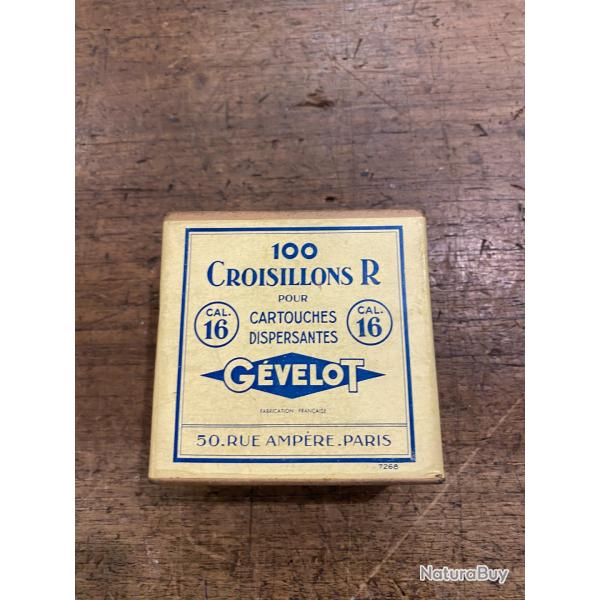 100
CROISILLONS R
POUR
CAL. 16
CARTOUCHES
DISPERSANTES
CAL. 16
GÉVELOT
FABRICATION FRANÇAISE
50.RUE AMPÈRE.PARIS
7268
NaturaBuy